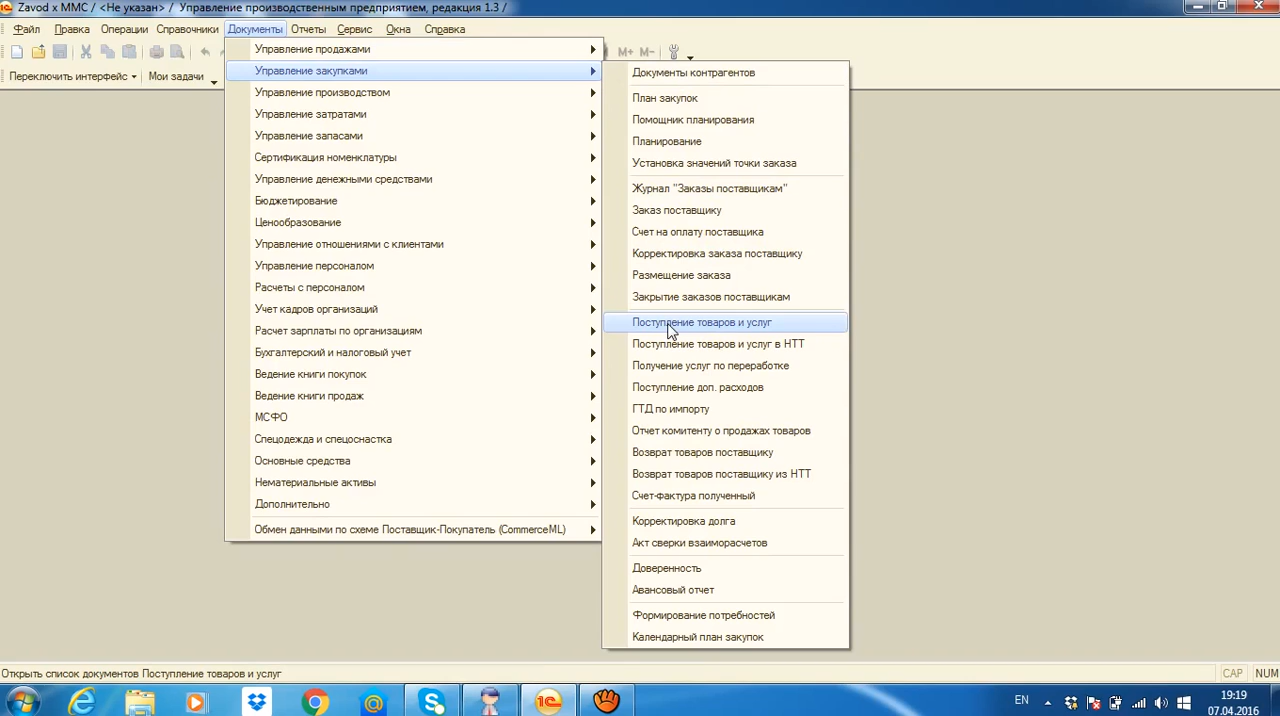 Zavod x MMC / <Не указан> / Управление производственным предприятием, редакция 1.3 /
Файл Правка Операции Справочники Документы Отчеты Сервис Окна Справка
M+ M-
Переключить интерфейс Мои задачи
Управление продажами
Управление закупками
Управление производством
Управление затратами
Управление запасами
Сертификация номенклатуры
Управление денежными средствами
Бюджетирование
Ценообразование
Управление отношениями с клиентами
Управление персоналом
Расчеты с персоналом
Учет кадров организаций
Расчет зарплаты по организациям
Бухгалтерский и налоговый учет
Ведение книги покупок
Ведение книги продаж
МСФО
Спецодежда и спецоснастка
Основные средства
Нематериальные активы
Дополнительно
Обмен данными по схеме Поставщик-Покупатель (CommerceML)
Документы контрагентов
План закупок
Помощник планирования
Планирование
Установка значений точки заказа
Журнал "Заказы поставщикам"
Заказ поставщику
Счет на оплату поставщика
Корректировка заказа поставщику
Размещение заказа
Закрытие заказов поставщикам
Поступление товаров и услуг
Поступление товаров и услуг в НТТ
Получение услуг по переработке
Поступление доп. расходов
ГТД по импорту
Отчет комитенту о продажах товаров
Возврат товаров поставщику
Возврат товаров поставщику из НТТ
Счет-фактура полученный
Корректировка долга
Акт сверки взаиморасчетов
Доверенность
Авансовый отчет
Формирование потребностей
Календарный план закупок
Открыть список документов Поступление товаров и услуг
CAP NUM
EN
19:19
07.04.2016